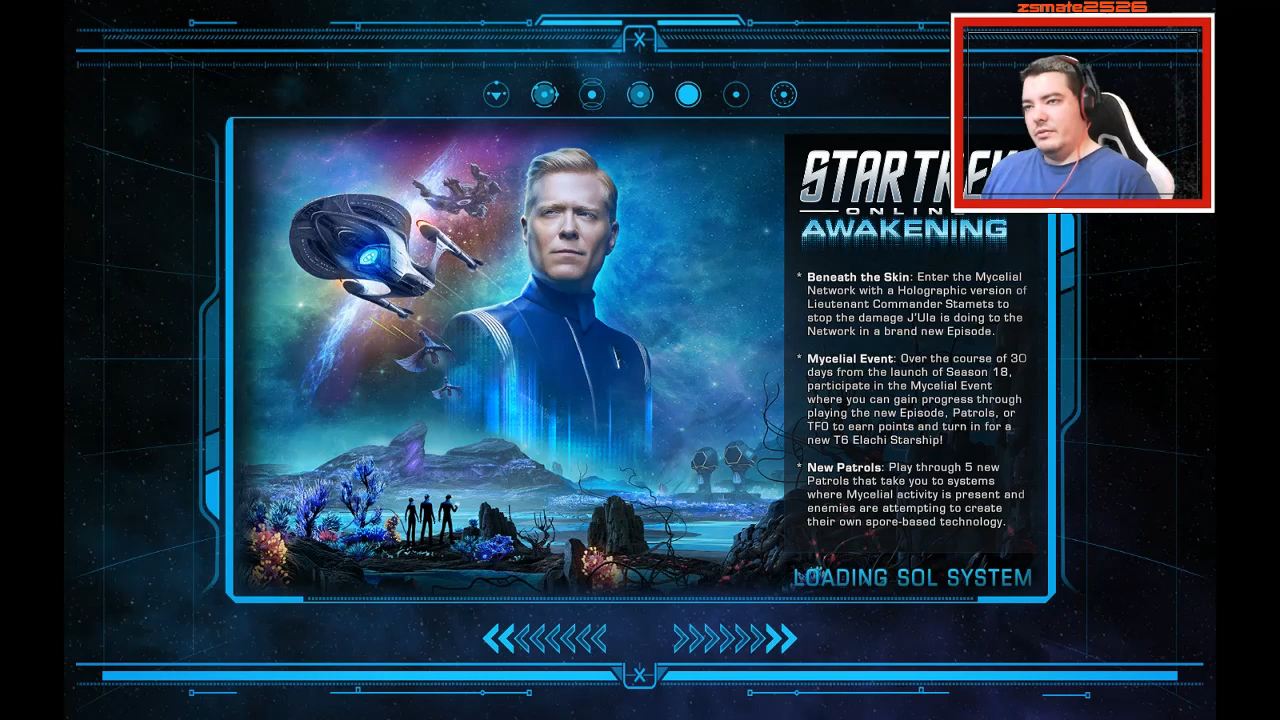 zsmate2526
STAR TREK
ONLINE
AWAKENING
* Beneath the Skin: Enter the Mycelial
Network with a Holographic version of
Lieutenant Commander Stamets to
stop the damage J'Ula is doing to the
Network in a brand new Episode.
* Mycelial Event: Over the course of 30
days from the launch of Season 18,
participate in the Mycelial Event
where you can gain progress through
playing the new Episode, Patrols, or
TFO to earn points and turn in for a
new T6 Elachi Starship!
* New Patrols: Play through 5 new
Patrols that take you to systems
where Mycelial activity is present and
enemies are attempting to create
their own spore-based technology.
LOADING SOL SYSTEM